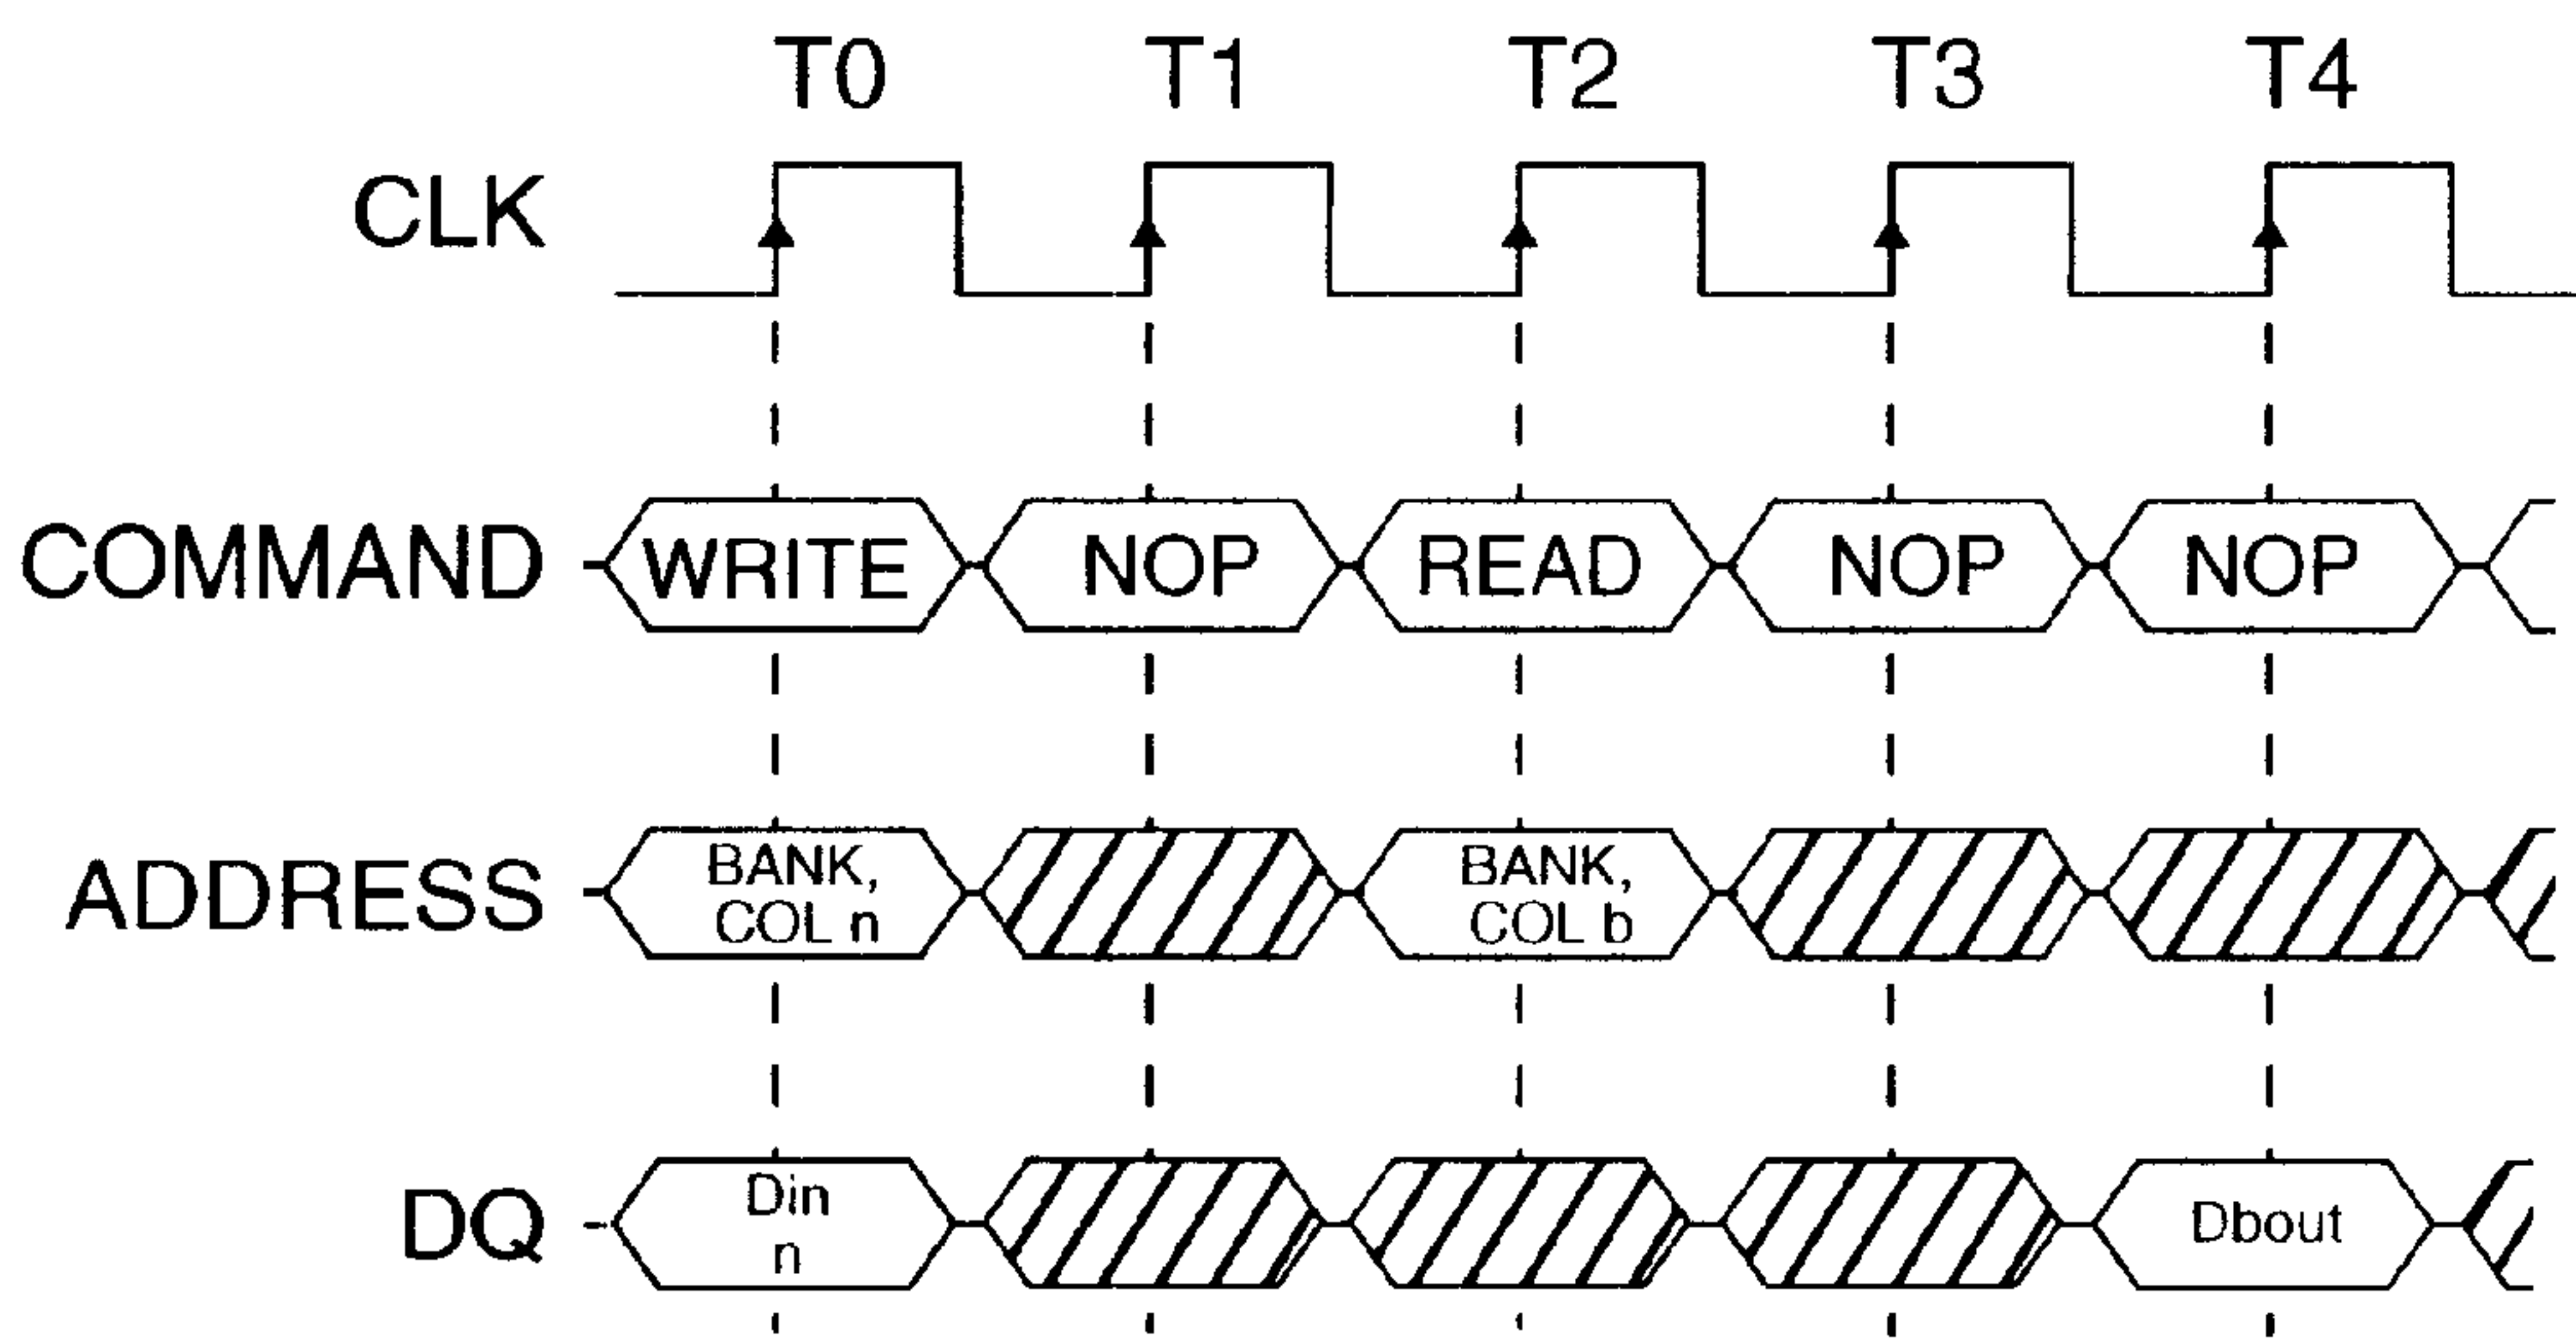 T0 T1 T2 T3 T4
CLK
COMMAND WRITE NOP READ NOP NOP
ADDRESS
BANK,
COL n
BANK,
COL b
DQ
Din
n
Dbout